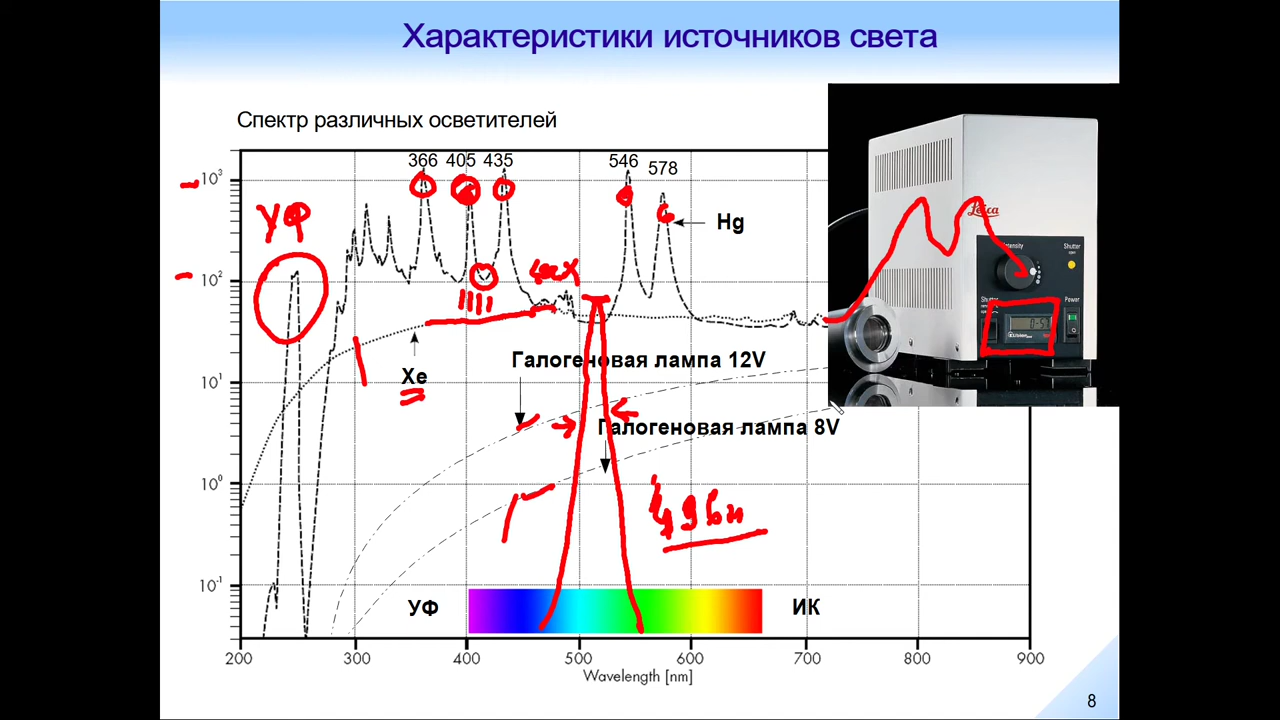 Характеристики источников света
Спектр различных осветителей
366 405 435 546 578
10³
10²
10¹
10⁰
10⁻¹
УФ
Hg
Xe
Галогеновая лампа 12V
Галогеновая лампа 8V
УФ
ИК
200 300 400 500 600 700 800 900
Wavelength [nm]
Leica
Intensity
Shutter
open
Shutter
Power
8